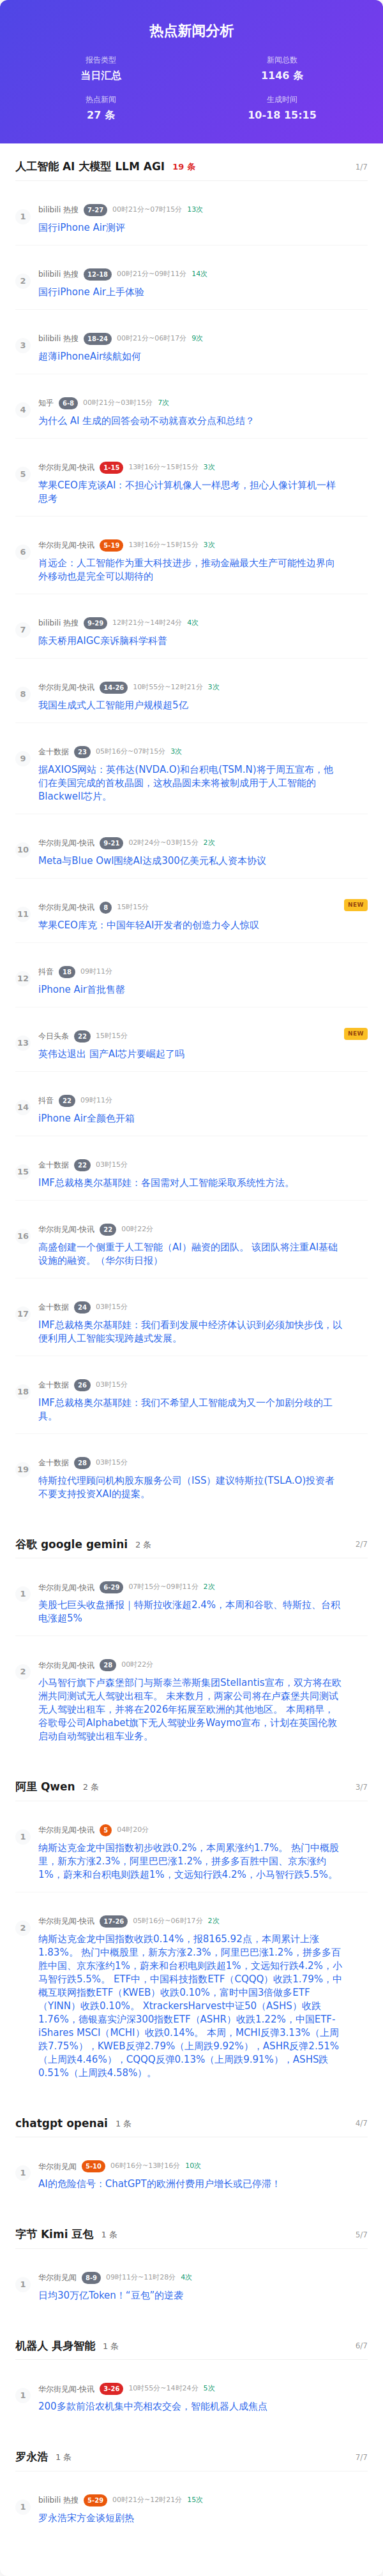 热点新闻分析
报告类型
新闻总数
当日汇总
1146 条
热点新闻
生成时间
27 条
10-18 15:15
人工智能 AI 大模型 LLM AGI 19 条 1/7
1
bilibili 热搜 7-27 00时21分~07时15分 13次
国行iPhone Air测评
2
bilibili 热搜 12-18 00时21分~09时11分 14次
国行iPhone Air上手体验
3
bilibili 热搜 18-24 00时21分~06时17分 9次
超薄iPhoneAir续航如何
4
知乎 6-8 00时21分~03时15分 7次
为什么 AI 生成的回答会动不动就喜欢分点和总结？
5
华尔街见闻-快讯 1-15 13时16分~15时15分 3次
苹果CEO库克谈AI：不担心计算机像人一样思考，担心人像计算机一样
思考
6
华尔街见闻-快讯 5-19 13时16分~15时15分 3次
肖远企：人工智能作为重大科技进步，推动金融最大生产可能性边界向
外移动也是完全可以期待的
7
bilibili 热搜 9-29 12时21分~14时24分 4次
陈天桥用AIGC亲诉脑科学科普
8
华尔街见闻-快讯 14-26 10时55分~12时21分 3次
我国生成式人工智能用户规模超5亿
9
金十数据 23 05时16分~07时15分 3次
据AXIOS网站：英伟达(NVDA.O)和台积电(TSM.N)将于周五宣布，他
们在美国完成的首枚晶圆，这枚晶圆未来将被制成用于人工智能的
Blackwell芯片。
10
华尔街见闻-快讯 9-21 02时24分~03时15分 2次
Meta与Blue Owl围绕AI达成300亿美元私人资本协议
11
华尔街见闻-快讯 8 15时15分 NEW
苹果CEO库克：中国年轻AI开发者的创造力令人惊叹
12
抖音 18 09时11分
iPhone Air首批售罄
13
今日头条 22 15时15分 NEW
英伟达退出 国产AI芯片要崛起了吗
14
抖音 22 09时11分
iPhone Air全颜色开箱
15
金十数据 22 03时15分
IMF总裁格奥尔基耶娃：各国需对人工智能采取系统性方法。
16
华尔街见闻-快讯 22 00时22分
高盛创建一个侧重于人工智能（AI）融资的团队。 该团队将注重AI基础
设施的融资。（华尔街日报）
17
金十数据 24 03时15分
IMF总裁格奥尔基耶娃：我们看到发展中经济体认识到必须加快步伐，以
便利用人工智能实现跨越式发展。
18
金十数据 26 03时15分
IMF总裁格奥尔基耶娃：我们不希望人工智能成为又一个加剧分歧的工
具。
19
金十数据 28 03时15分
特斯拉代理顾问机构股东服务公司（ISS）建议特斯拉(TSLA.O)投资者
不要支持投资XAI的提案。
谷歌 google gemini 2 条 2/7
1
华尔街见闻-快讯 6-29 07时15分~09时11分 2次
美股七巨头收盘播报｜特斯拉收涨超2.4%，本周和谷歌、特斯拉、台积
电涨超5%
2
华尔街见闻-快讯 28 00时22分
小马智行旗下卢森堡部门与斯泰兰蒂斯集团Stellantis宣布，双方将在欧
洲共同测试无人驾驶出租车。 未来数月，两家公司将在卢森堡共同测试
无人驾驶出租车，并将在2026年拓展至欧洲的其他地区。 本周稍早，
谷歌母公司Alphabet旗下无人驾驶业务Waymo宣布，计划在英国伦敦
启动自动驾驶出租车业务。
阿里 Qwen 2 条 3/7
1
华尔街见闻-快讯 5 04时20分
纳斯达克金龙中国指数初步收跌0.2%，本周累涨约1.7%。 热门中概股
里，新东方涨2.3%，阿里巴巴涨1.2%，拼多多百胜中国、京东涨约
1%，蔚来和台积电则跌超1%，文远知行跌4.2%，小马智行跌5.5%。
2
华尔街见闻-快讯 17-26 05时16分~06时17分 2次
纳斯达克金龙中国指数收跌0.14%，报8165.92点，本周累计上涨
1.83%。 热门中概股里，新东方涨2.3%，阿里巴巴涨1.2%，拼多多百
胜中国、京东涨约1%，蔚来和台积电则跌超1%，文远知行跌4.2%，小
马智行跌5.5%。 ETF中，中国科技指数ETF（CQQQ）收跌1.79%，中
概互联网指数ETF（KWEB）收跌0.10%，富时中国3倍做多ETF
（YINN）收跌0.10%。 XtrackersHarvest中证50（ASHS）收跌
1.76%，德银嘉实沪深300指数ETF（ASHR）收跌1.22%，中国ETF-
iShares MSCI（MCHI）收跌0.14%。 本周，MCHI反弹3.13%（上周
跌7.75%），KWEB反弹2.79%（上周跌9.92%），ASHR反弹2.51%
（上周跌4.46%），CQQQ反弹0.13%（上周跌9.91%），ASHS跌
0.51%（上周跌4.58%）。
chatgpt openai 1 条 4/7
1
华尔街见闻 5-10 06时16分~13时16分 10次
AI的危险信号：ChatGPT的欧洲付费用户增长或已停滞！
字节 Kimi 豆包 1 条 5/7
1
华尔街见闻 8-9 09时11分~11时28分 4次
日均30万亿Token！“豆包”的逆袭
机器人 具身智能 1 条 6/7
1
华尔街见闻-快讯 3-26 10时55分~14时24分 5次
200多款前沿农机集中亮相农交会，智能机器人成焦点
罗永浩 1 条 7/7
1
bilibili 热搜 5-29 00时21分~12时21分 15次
罗永浩宋方金谈短剧热